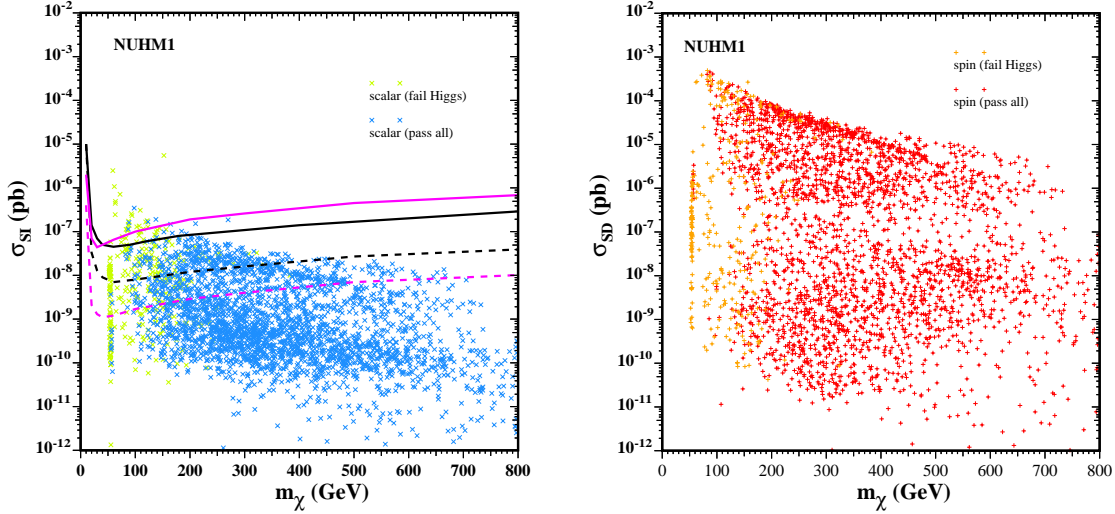 NUHM1
scalar (fail Higgs)
scalar (pass all)
10^-2
10^-3
10^-4
10^-5
10^-6
10^-7
10^-8
10^-9
10^-10
10^-11
10^-12
σSI (pb)
0 100 200 300 400 500 600 700 800
mχ (GeV)
NUHM1
spin (fail Higgs)
spin (pass all)
10^-2
10^-3
10^-4
10^-5
10^-6
10^-7
10^-8
10^-9
10^-10
10^-11
10^-12
σSD (pb)
0 100 200 300 400 500 600 700 800
mχ (GeV)